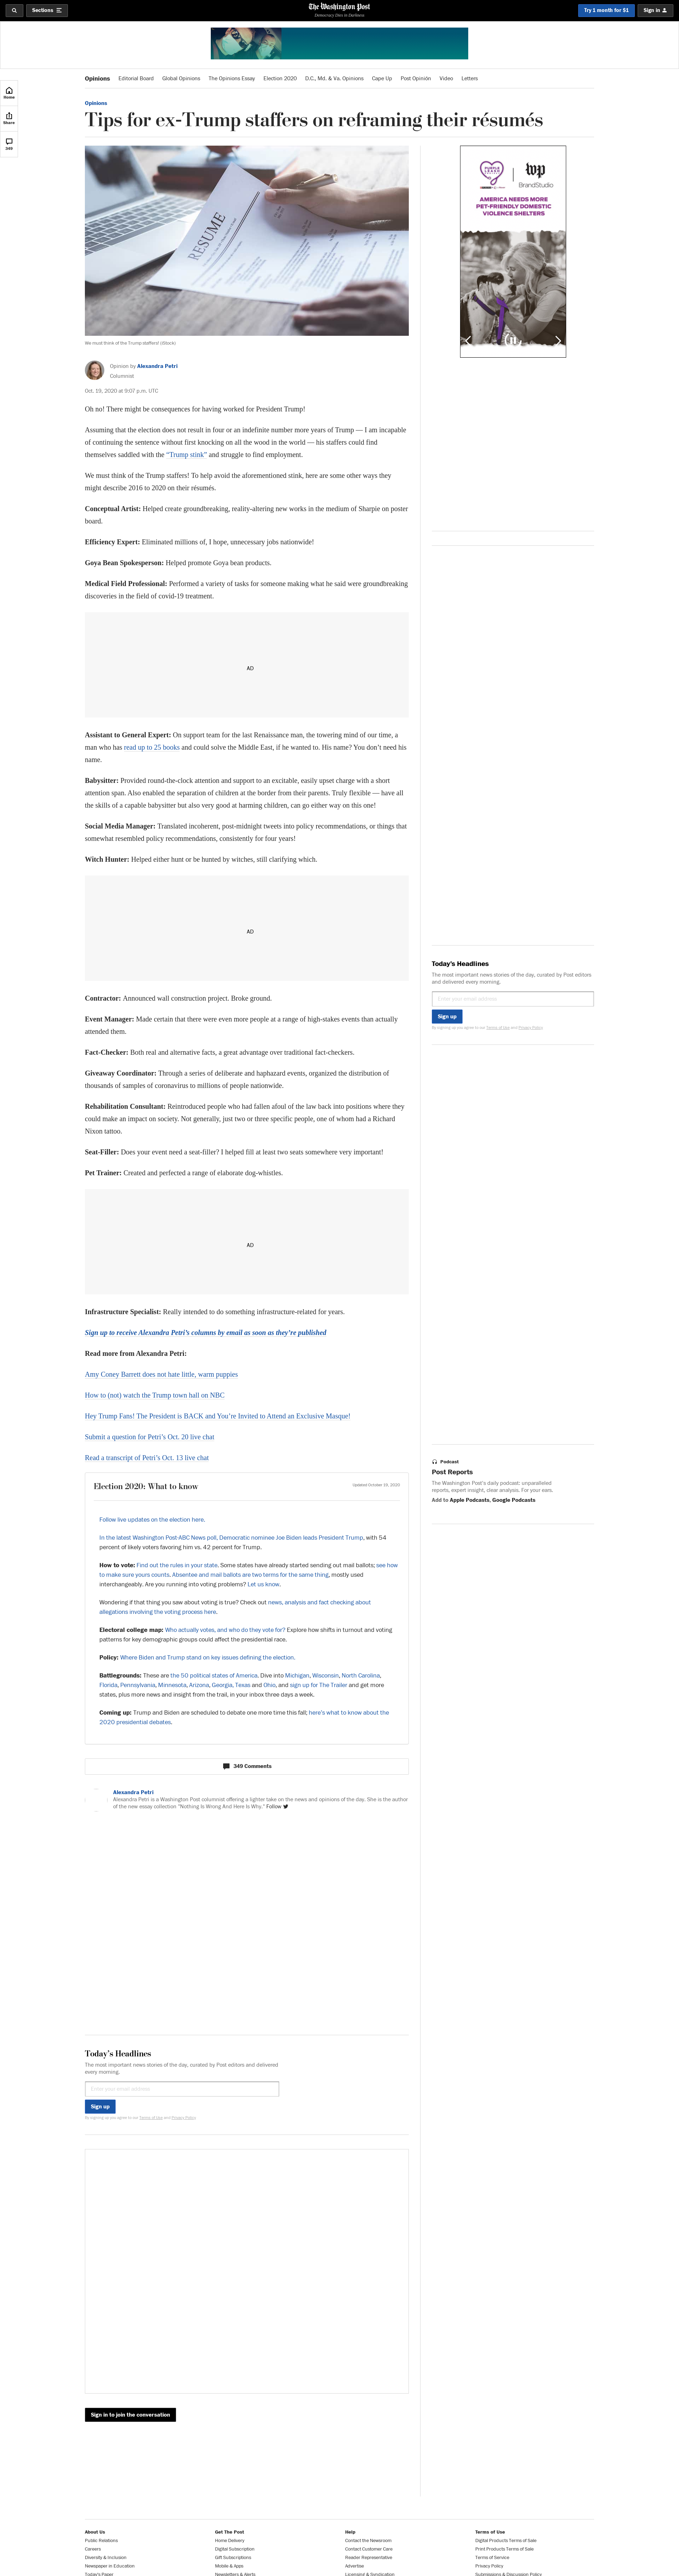 Sections
The Washington Post
Democracy Dies in Darkness
Try 1 month for $1
Sign in
Home
Share
349
Opinions
Editorial Board
Global Opinions
The Opinions Essay
Election 2020
D.C., Md. & Va. Opinions
Cape Up
Post Opinión
Video
Letters
Opinions
Tips for ex-Trump staffers on reframing their résumés
RESUME
We must think of the Trump staffers! (iStock)
Opinion by Alexandra Petri
Columnist
Oct. 19, 2020 at 9:07 p.m. UTC
Oh no! There might be consequences for having worked for President Trump!
Assuming that the election does not result in four or an indefinite number more years of Trump — I am incapable
of continuing the sentence without first knocking on all the wood in the world — his staffers could find
themselves saddled with the “Trump stink” and struggle to find employment.
We must think of the Trump staffers! To help avoid the aforementioned stink, here are some other ways they
might describe 2016 to 2020 on their résumés.
Conceptual Artist: Helped create groundbreaking, reality-altering new works in the medium of Sharpie on poster
board.
Efficiency Expert: Eliminated millions of, I hope, unnecessary jobs nationwide!
Goya Bean Spokesperson: Helped promote Goya bean products.
Medical Field Professional: Performed a variety of tasks for someone making what he said were groundbreaking
discoveries in the field of covid-19 treatment.
AD
Assistant to General Expert: On support team for the last Renaissance man, the towering mind of our time, a
man who has read up to 25 books and could solve the Middle East, if he wanted to. His name? You don’t need his
name.
Babysitter: Provided round-the-clock attention and support to an excitable, easily upset charge with a short
attention span. Also enabled the separation of children at the border from their parents. Truly flexible — have all
the skills of a capable babysitter but also very good at harming children, can go either way on this one!
Social Media Manager: Translated incoherent, post-midnight tweets into policy recommendations, or things that
somewhat resembled policy recommendations, consistently for four years!
Witch Hunter: Helped either hunt or be hunted by witches, still clarifying which.
AD
Contractor: Announced wall construction project. Broke ground.
Event Manager: Made certain that there were even more people at a range of high-stakes events than actually
attended them.
Fact-Checker: Both real and alternative facts, a great advantage over traditional fact-checkers.
Giveaway Coordinator: Through a series of deliberate and haphazard events, organized the distribution of
thousands of samples of coronavirus to millions of people nationwide.
Rehabilitation Consultant: Reintroduced people who had fallen afoul of the law back into positions where they
could make an impact on society. Not generally, just two or three specific people, one of whom had a Richard
Nixon tattoo.
Seat-Filler: Does your event need a seat-filler? I helped fill at least two seats somewhere very important!
Pet Trainer: Created and perfected a range of elaborate dog-whistles.
AD
Infrastructure Specialist: Really intended to do something infrastructure-related for years.
Sign up to receive Alexandra Petri’s columns by email as soon as they’re published
Read more from Alexandra Petri:
Amy Coney Barrett does not hate little, warm puppies
How to (not) watch the Trump town hall on NBC
Hey Trump Fans! The President is BACK and You’re Invited to Attend an Exclusive Masque!
Submit a question for Petri’s Oct. 20 live chat
Read a transcript of Petri’s Oct. 13 live chat
Election 2020: What to know
Updated October 19, 2020
Follow live updates on the election here.
In the latest Washington Post-ABC News poll, Democratic nominee Joe Biden leads President Trump, with 54
percent of likely voters favoring him vs. 42 percent for Trump.
How to vote: Find out the rules in your state. Some states have already started sending out mail ballots; see how
to make sure yours counts. Absentee and mail ballots are two terms for the same thing, mostly used
interchangeably. Are you running into voting problems? Let us know.
Wondering if that thing you saw about voting is true? Check out news, analysis and fact checking about
allegations involving the voting process here.
Electoral college map: Who actually votes, and who do they vote for? Explore how shifts in turnout and voting
patterns for key demographic groups could affect the presidential race.
Policy: Where Biden and Trump stand on key issues defining the election.
Battlegrounds: These are the 50 political states of America. Dive into Michigan, Wisconsin, North Carolina,
Florida, Pennsylvania, Minnesota, Arizona, Georgia, Texas and Ohio, and sign up for The Trailer and get more
states, plus more news and insight from the trail, in your inbox three days a week.
Coming up: Trump and Biden are scheduled to debate one more time this fall; here's what to know about the
2020 presidential debates.
349 Comments
Alexandra Petri
Alexandra Petri is a Washington Post columnist offering a lighter take on the news and opinions of the day. She is the author
of the new essay collection "Nothing Is Wrong And Here Is Why." Follow
Today’s Headlines
The most important news stories of the day, curated by Post editors and delivered
every morning.
Enter your email address
Sign up
By signing up you agree to our Terms of Use and Privacy Policy
Sign in to join the conversation
PURPLE LEASH PROJECT
wp
BrandStudio
AMERICA NEEDS MORE
PET-FRIENDLY DOMESTIC
VIOLENCE SHELTERS
Today’s Headlines
The most important news stories of the day, curated by Post editors
and delivered every morning.
Enter your email address
Sign up
By signing up you agree to our Terms of Use and Privacy Policy
Podcast
Post Reports
The Washington Post's daily podcast: unparalleled
reports, expert insight, clear analysis. For your ears.
Add to Apple Podcasts, Google Podcasts
About Us
Public Relations
Careers
Diversity & Inclusion
Newspaper in Education
Today's Paper
Get The Post
Home Delivery
Digital Subscription
Gift Subscriptions
Mobile & Apps
Newsletters & Alerts
Help
Contact the Newsroom
Contact Customer Care
Reader Representative
Advertise
Licensing & Syndication
Terms of Use
Digital Products Terms of Sale
Print Products Terms of Sale
Terms of Service
Privacy Policy
Submissions & Discussion Policy